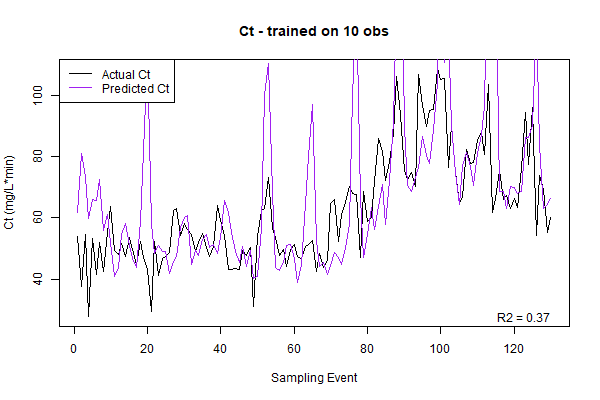 Ct - trained on 10 obs
Actual Ct
Predicted Ct
Ct (mg/L*min)
100
80
60
40
R2 = 0.37
0 20 40 60 80 100 120
Sampling Event